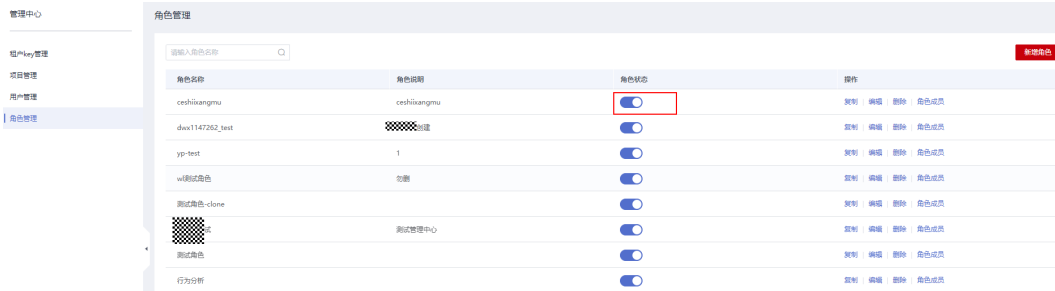 管理中心
角色管理
租户key管理
项目管理
用户管理
角色管理
请输入角色名称
新增角色
角色名称 角色说明 角色状态 操作
ceshiixangmu ceshiixangmu 复制 编辑 删除 角色成员
dwx1147262_test 创建 复制 编辑 删除 角色成员
yp-test 1 复制 编辑 删除 角色成员
wl测试角色 勿删 复制 编辑 删除 角色成员
测试角色-clone 复制 编辑 删除 角色成员
试 测试管理中心 复制 编辑 删除 角色成员
测试角色 复制 编辑 删除 角色成员
行为分析 复制 编辑 删除 角色成员